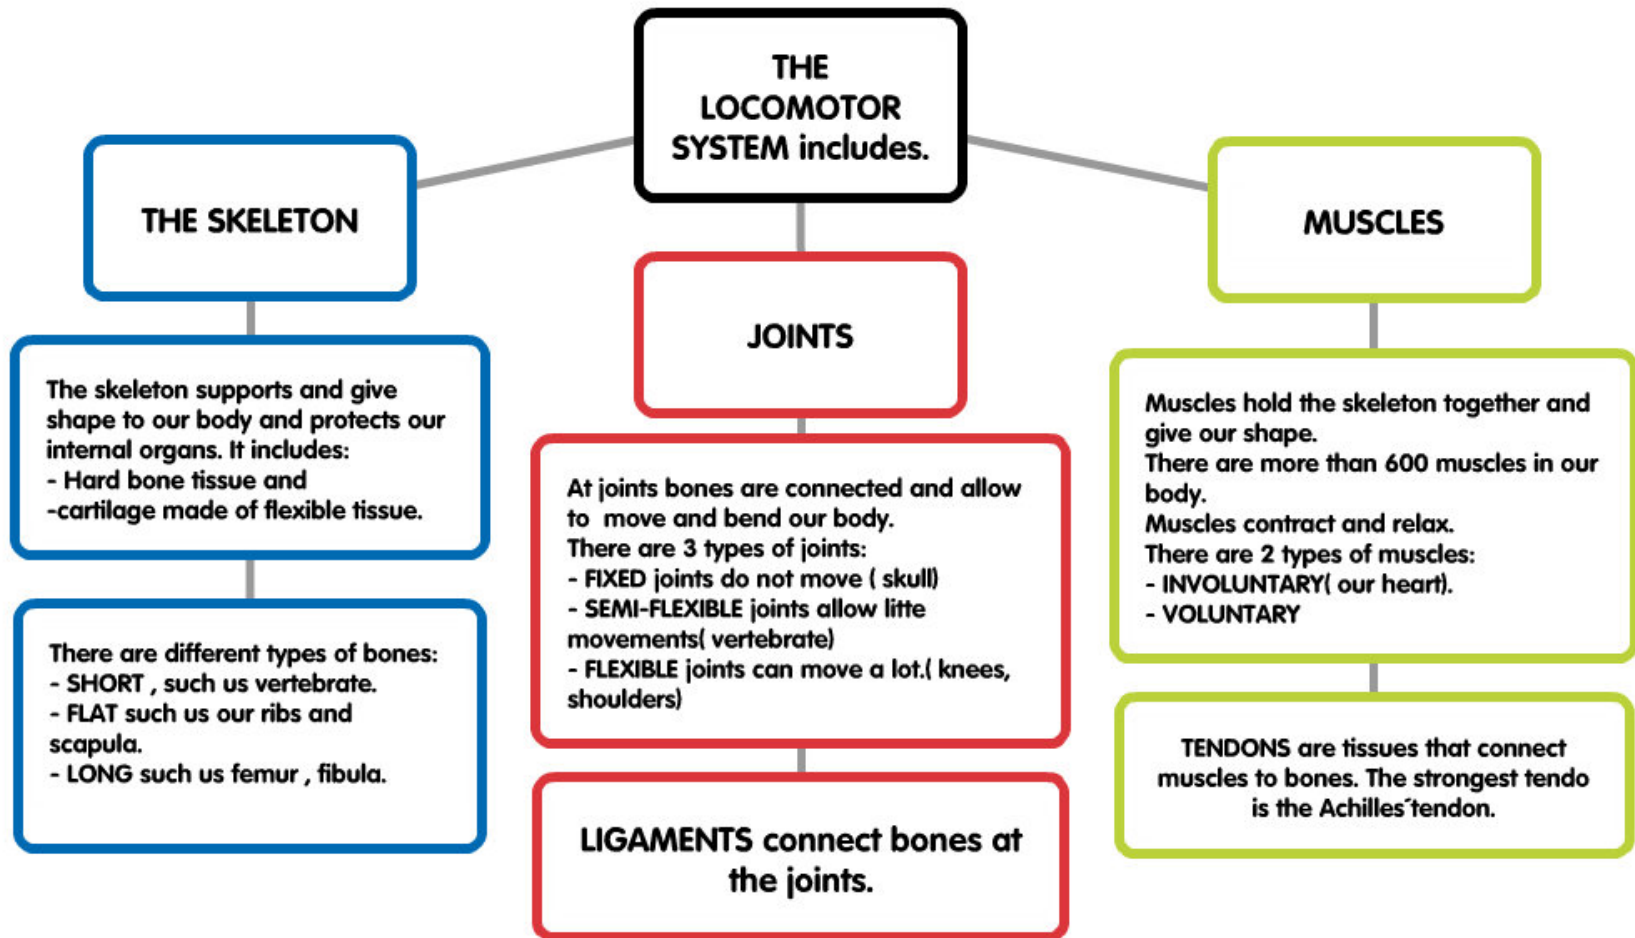 THE
LOCOMOTOR
SYSTEM includes.
THE SKELETON
The skeleton supports and give
shape to our body and protects our
internal organs. It includes:
- Hard bone tissue and
-cartilage made of flexible tissue.
There are different types of bones:
- SHORT , such us vertebrate.
- FLAT such us our ribs and
scapula.
- LONG such us femur , fibula.
JOINTS
At joints bones are connected and allow
to move and bend our body.
There are 3 types of joints:
- FIXED joints do not move ( skull)
- SEMI-FLEXIBLE joints allow litte
movements( vertebrate)
- FLEXIBLE joints can move a lot.( knees,
shoulders)
LIGAMENTS connect bones at
the joints.
MUSCLES
Muscles hold the skeleton together and
give our shape.
There are more than 600 muscles in our
body.
Muscles contract and relax.
There are 2 types of muscles:
- INVOLUNTARY( our heart).
- VOLUNTARY
TENDONS are tissues that connect
muscles to bones. The strongest tendo
is the Achilles´tendon.